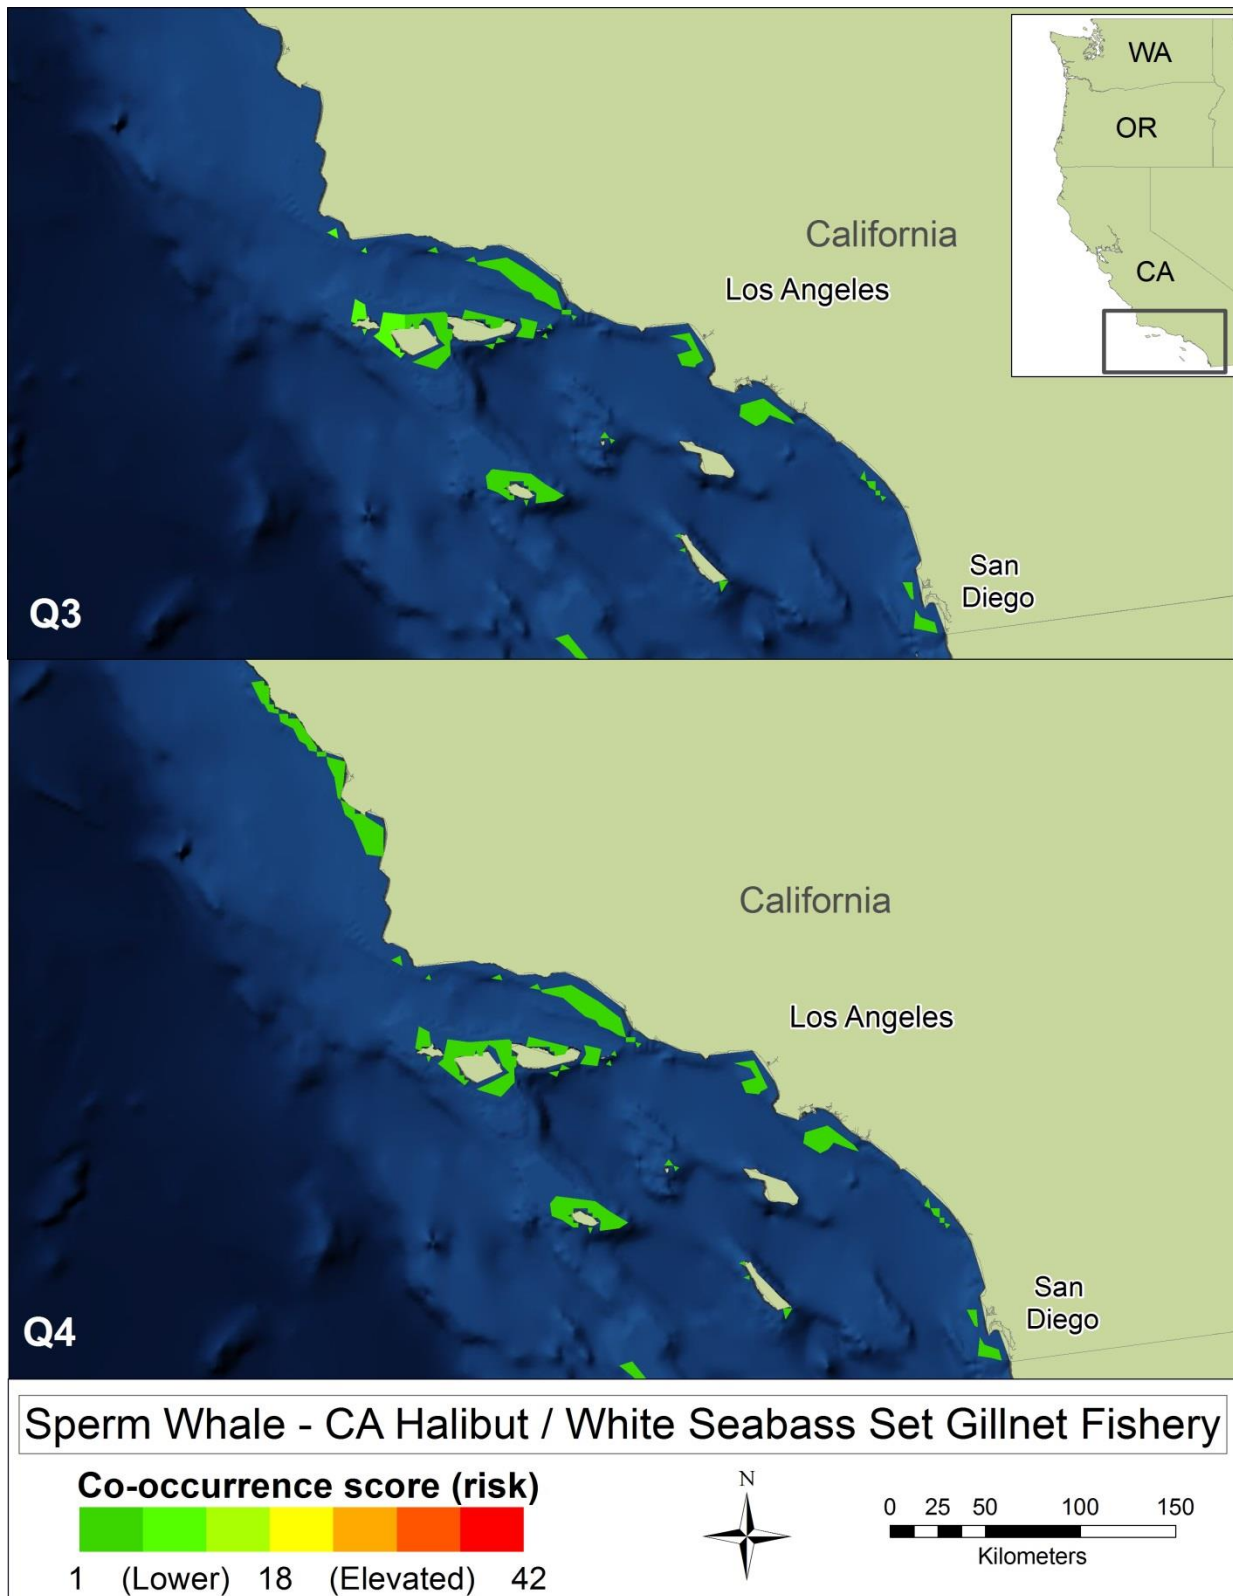 WA
OR
CA
California
Los Angeles
San
Diego
Q3
California
Los Angeles
San
Diego
Q4
Sperm Whale - CA Halibut / White Seabass Set Gillnet Fishery
Co-occurrence score (risk)
1 (Lower) 18 (Elevated) 42
N
0 25 50 100 150
Kilometers